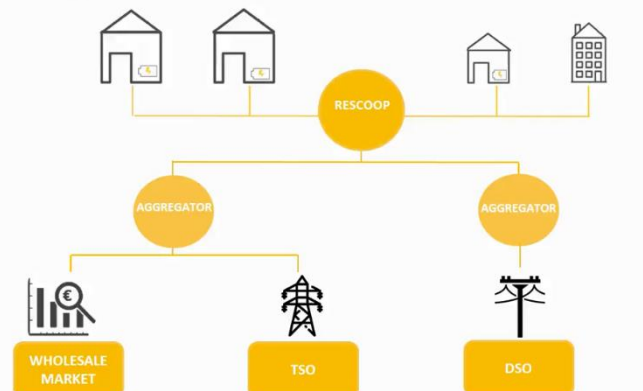 RESCOOP
AGGREGATOR
AGGREGATOR
€
WHOLESALE
MARKET
TSO
DSO